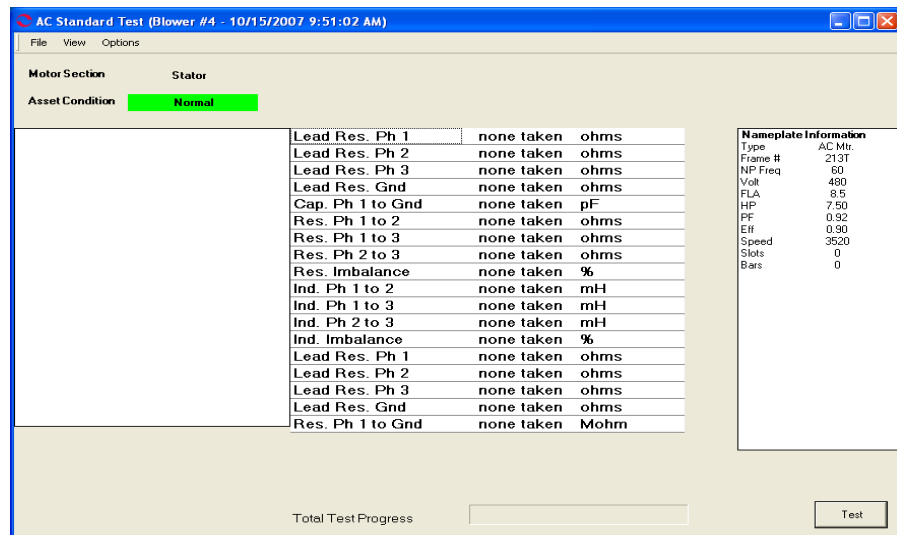 AC Standard Test (Blower #4 - 10/15/2007 9:51:02 AM)
File View Options
Motor Section Stator
Asset Condition Normal
Lead Res. Ph 1 none taken ohms
Lead Res. Ph 2 none taken ohms
Lead Res. Ph 3 none taken ohms
Lead Res. Gnd none taken ohms
Cap. Ph 1 to Gnd none taken pF
Res. Ph 1 to 2 none taken ohms
Res. Ph 1 to 3 none taken ohms
Res. Ph 2 to 3 none taken ohms
Res. Imbalance none taken %
Ind. Ph 1 to 2 none taken mH
Ind. Ph 1 to 3 none taken mH
Ind. Ph 2 to 3 none taken mH
Ind. Imbalance none taken %
Lead Res. Ph 1 none taken ohms
Lead Res. Ph 2 none taken ohms
Lead Res. Ph 3 none taken ohms
Lead Res. Gnd none taken ohms
Res. Ph 1 to Gnd none taken Mohm
Nameplate Information
Type AC Mtr.
Frame # 213T
NP Freq 60
Volt 480
FLA 8.5
HP 7.50
PF 0.92
Eff 0.90
Speed 3520
Slots 0
Bars 0
Total Test Progress
Test